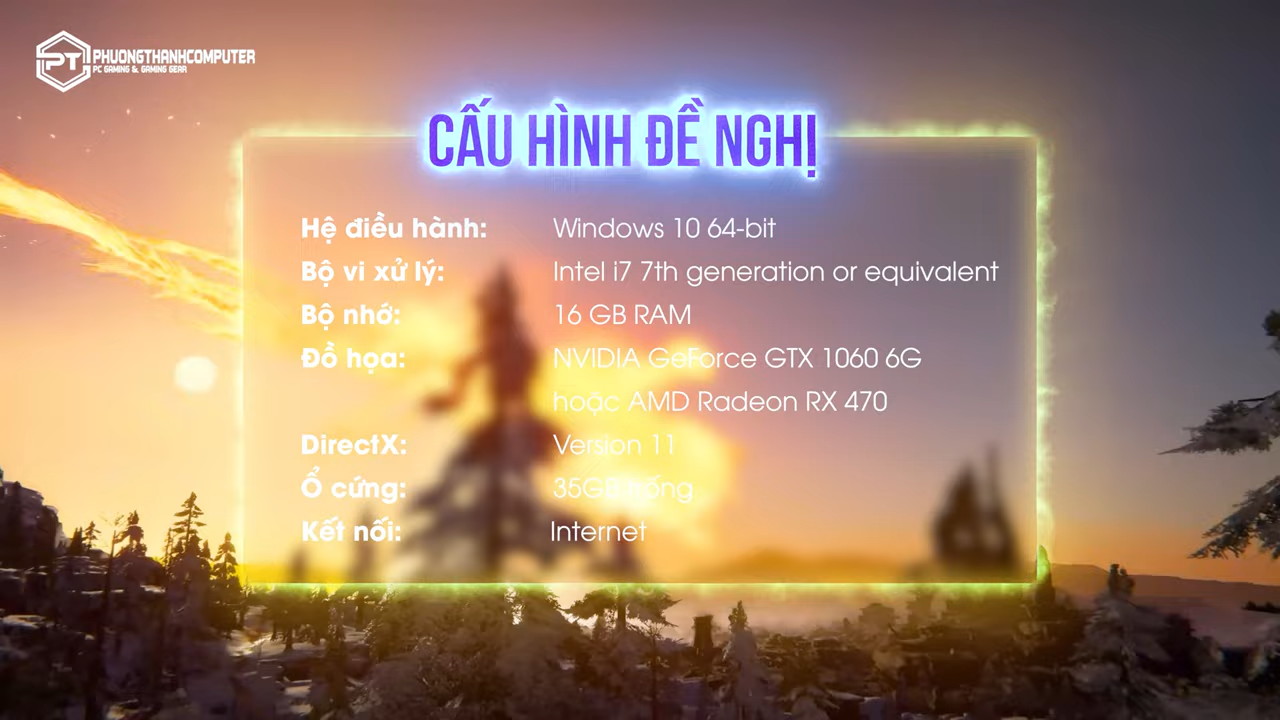 PT PHUONGTHANHCOMPUTER
PC GAMING & GAMING GEAR
CẤU HÌNH ĐỀ NGHỊ
Hệ điều hành: Windows 10 64-bit
Bộ vi xử lý: Intel i7 7th generation or equivalent
Bộ nhớ: 16 GB RAM
Đồ họa: NVIDIA GeForce GTX 1060 6G
hoặc AMD Radeon RX 470
DirectX: Version 11
Ổ cứng: 35GB trống
Kết nối: Internet